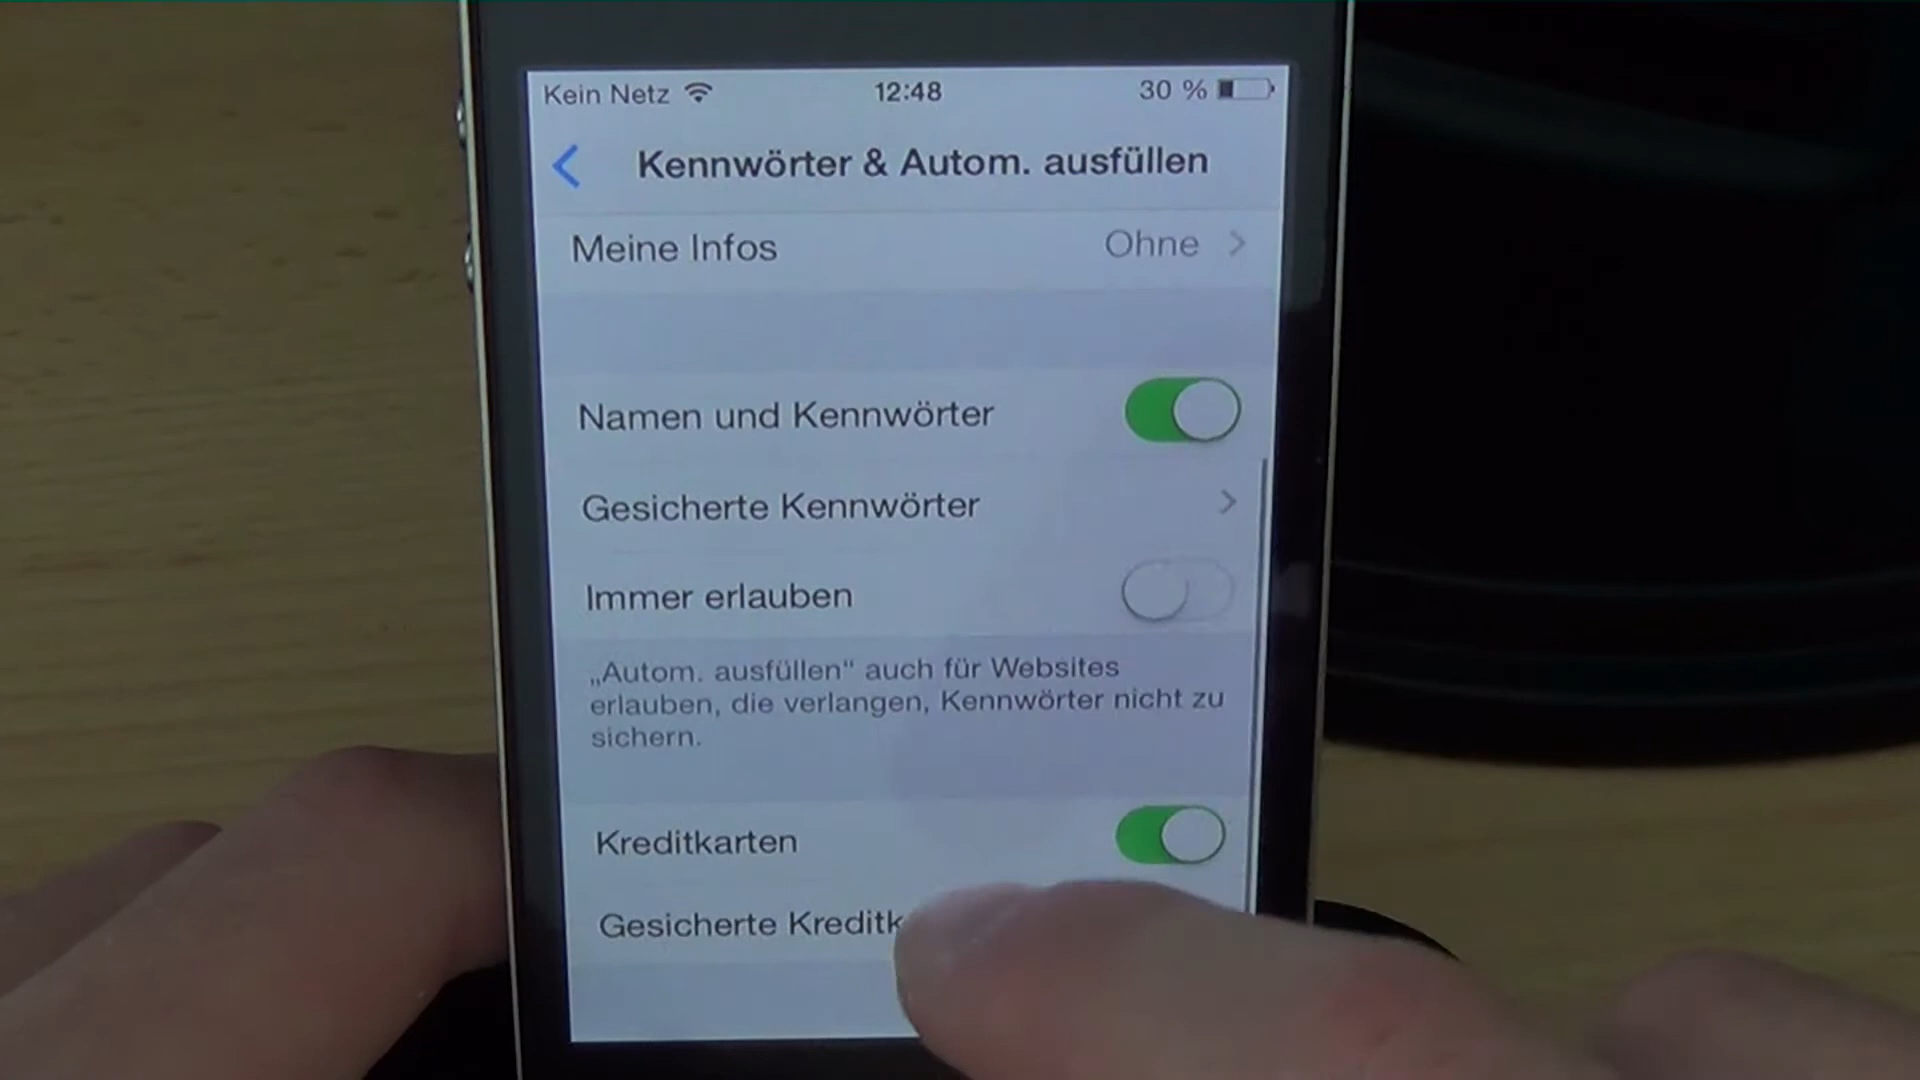 Kein Netz 12:48 30 %
Kennwörter & Autom. ausfüllen
Meine Infos Ohne
Namen und Kennwörter
Gesicherte Kennwörter
Immer erlauben
„Autom. ausfüllen“ auch für Websites
erlauben, die verlangen, Kennwörter nicht zu
sichern.
Kreditkarten
Gesicherte